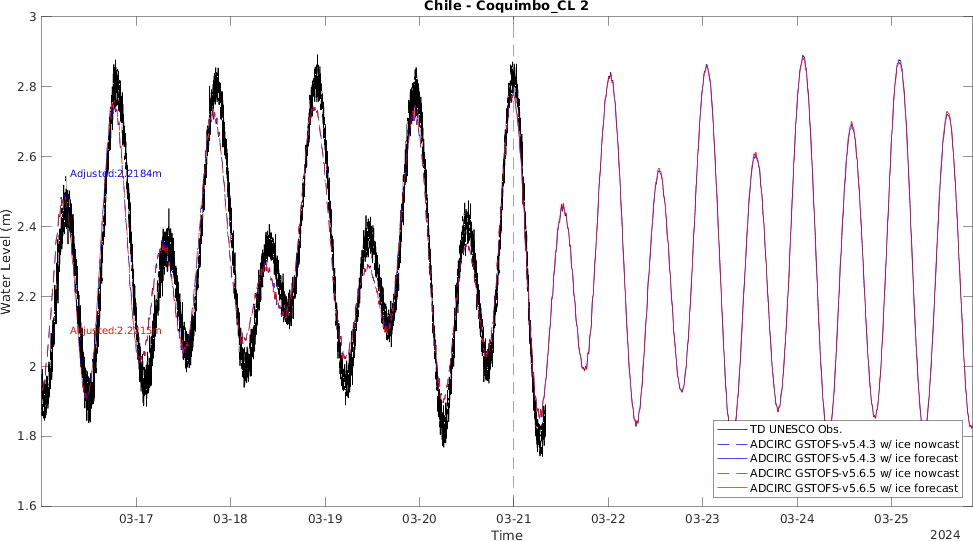 Chile - Coquimbo_CL 2
3
2.8
2.6
2.4
2.2
2
1.8
1.6
Water Level (m)
Adjusted:2.2184m
TD UNESCO Obs.
ADCIRC GSTOFS-v5.4.3 w/ ice nowcast
ADCIRC GSTOFS-v5.4.3 w/ ice forecast
ADCIRC GSTOFS-v5.6.5 w/ ice nowcast
ADCIRC GSTOFS-v5.6.5 w/ ice forecast
03-17
03-18
03-19
03-20
03-21
03-22
03-23
03-24
03-25
Time
2024